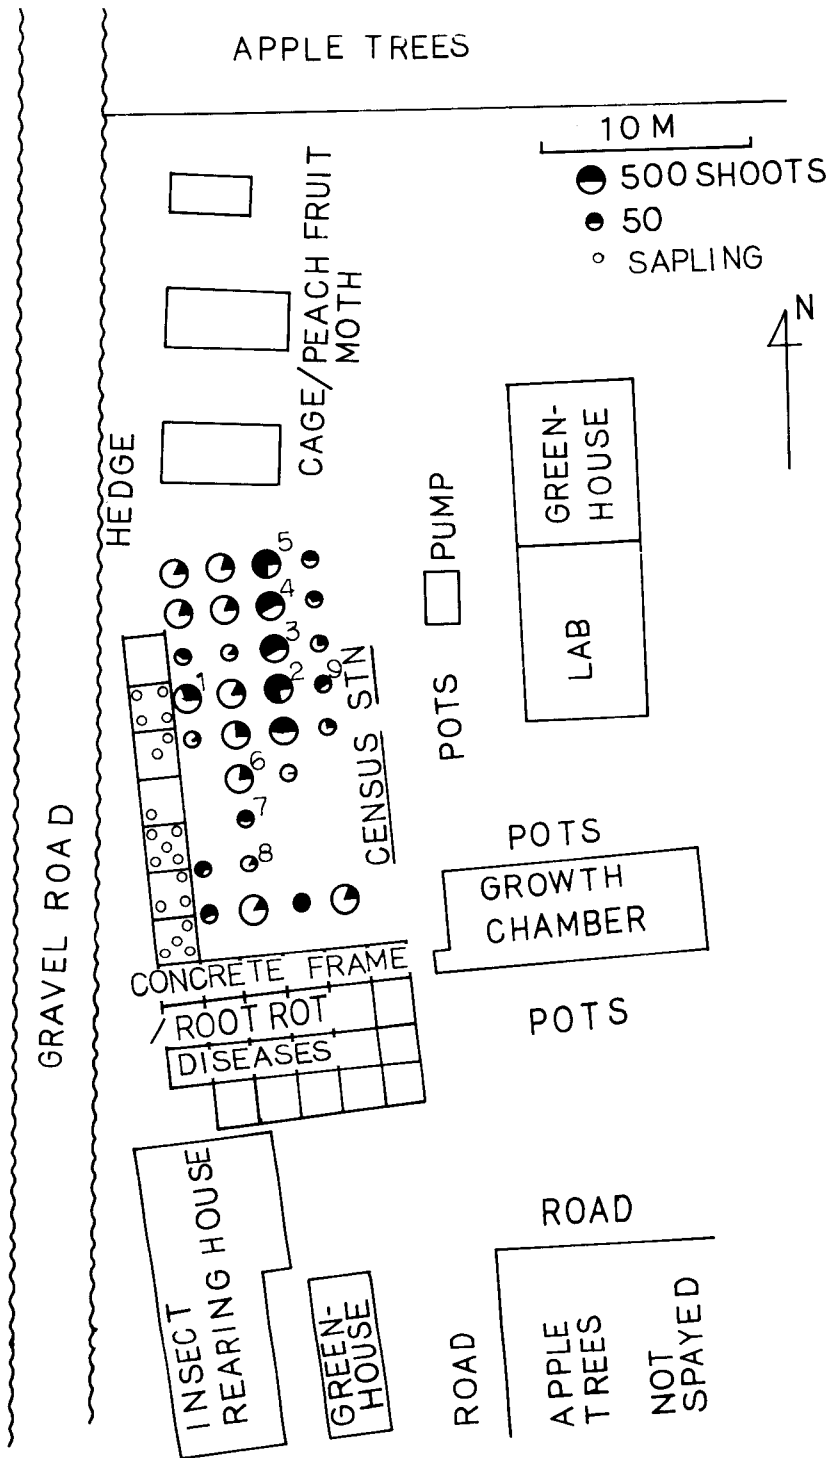 APPLE TREES
10 M
500 SHOOTS
50
SAPLING
N
CAGE/PEACH FRUIT
MOTH
HEDGE
GREEN-
HOUSE
PUMP
LAB
5
4
3
1
2
9
6
7
8
CENSUS STN
POTS
GRAVEL ROAD
POTS
GROWTH
CHAMBER
CONCRETE FRAME
/ROOT ROT
DISEASES
POTS
INSECT
REARING HOUSE
GREEN-
HOUSE
ROAD
ROAD
APPLE
TREES
NOT
SPAYED